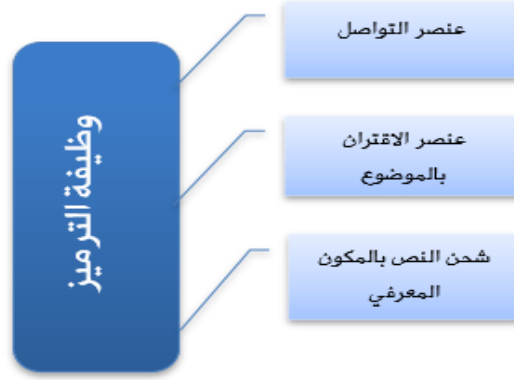 وظيفة الترميز
عنصر التواصل
عنصر الاقتران
بالموضوع
شحن النص بالمكون
المعرفي